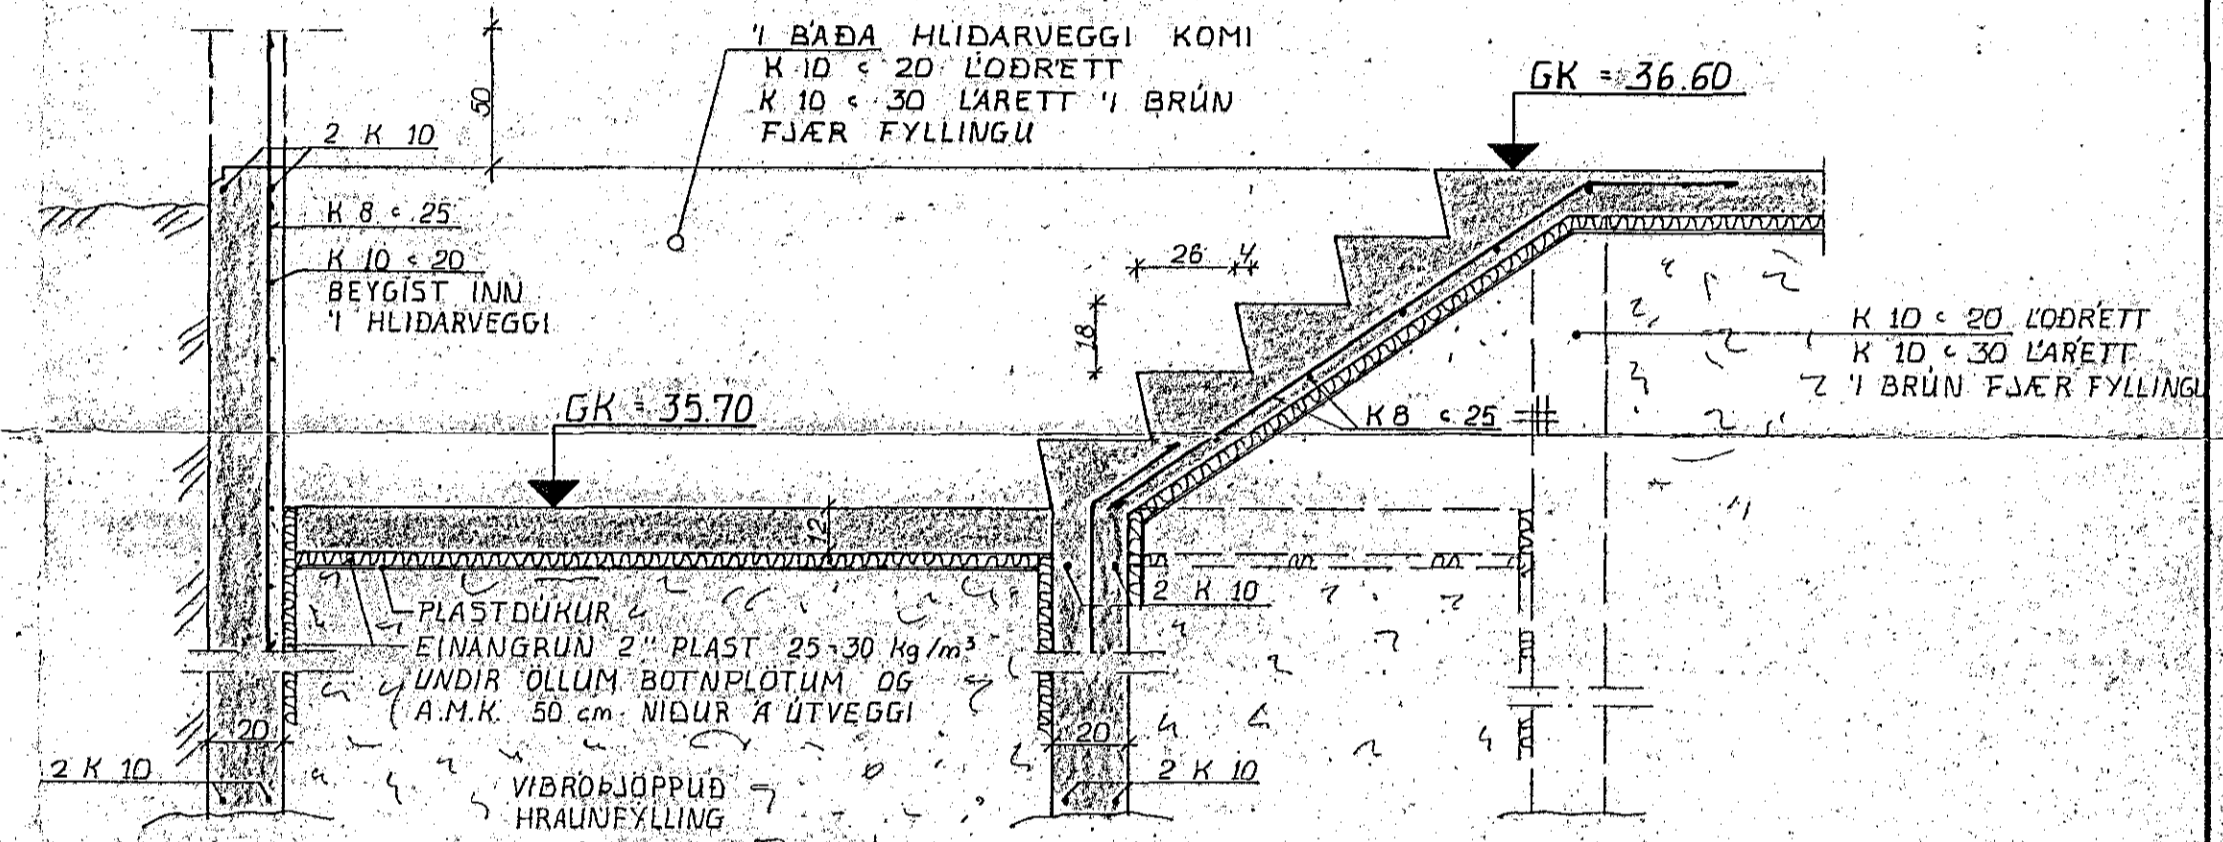 'I BÁÐA HLIÐARVEGGI KOMI
K 10 c 20 LÓÐRÉTT
K 10 c 30 LÁRÉTT 'I BRÚN
FJÆR FYLLINGU
GK = 36.60
50
2 K 10
K 8 c 25
K 10 c 20
BEYGIST INN
'I HLIÐARVEGGI
26 4
18
K 10 c 20 LÓÐRÉTT
K 10 c 30 LÁRÉTT
'I BRÚN FJÆR FYLLINGU
GK = 35.70
K 8 c 25
12
2 K 10
PLASTDÚKUR
EINANGRUN 2" PLAST 25-30 kg/m³
UNDIR ÖLLUM BOTNPLÖTUM OG
A.M.K. 50 cm NIÐUR Á ÚTVEGGI
20
20
2 K 10
2 K 10
VIBROÞJÖPPUÐ
HRAUNFYLLING